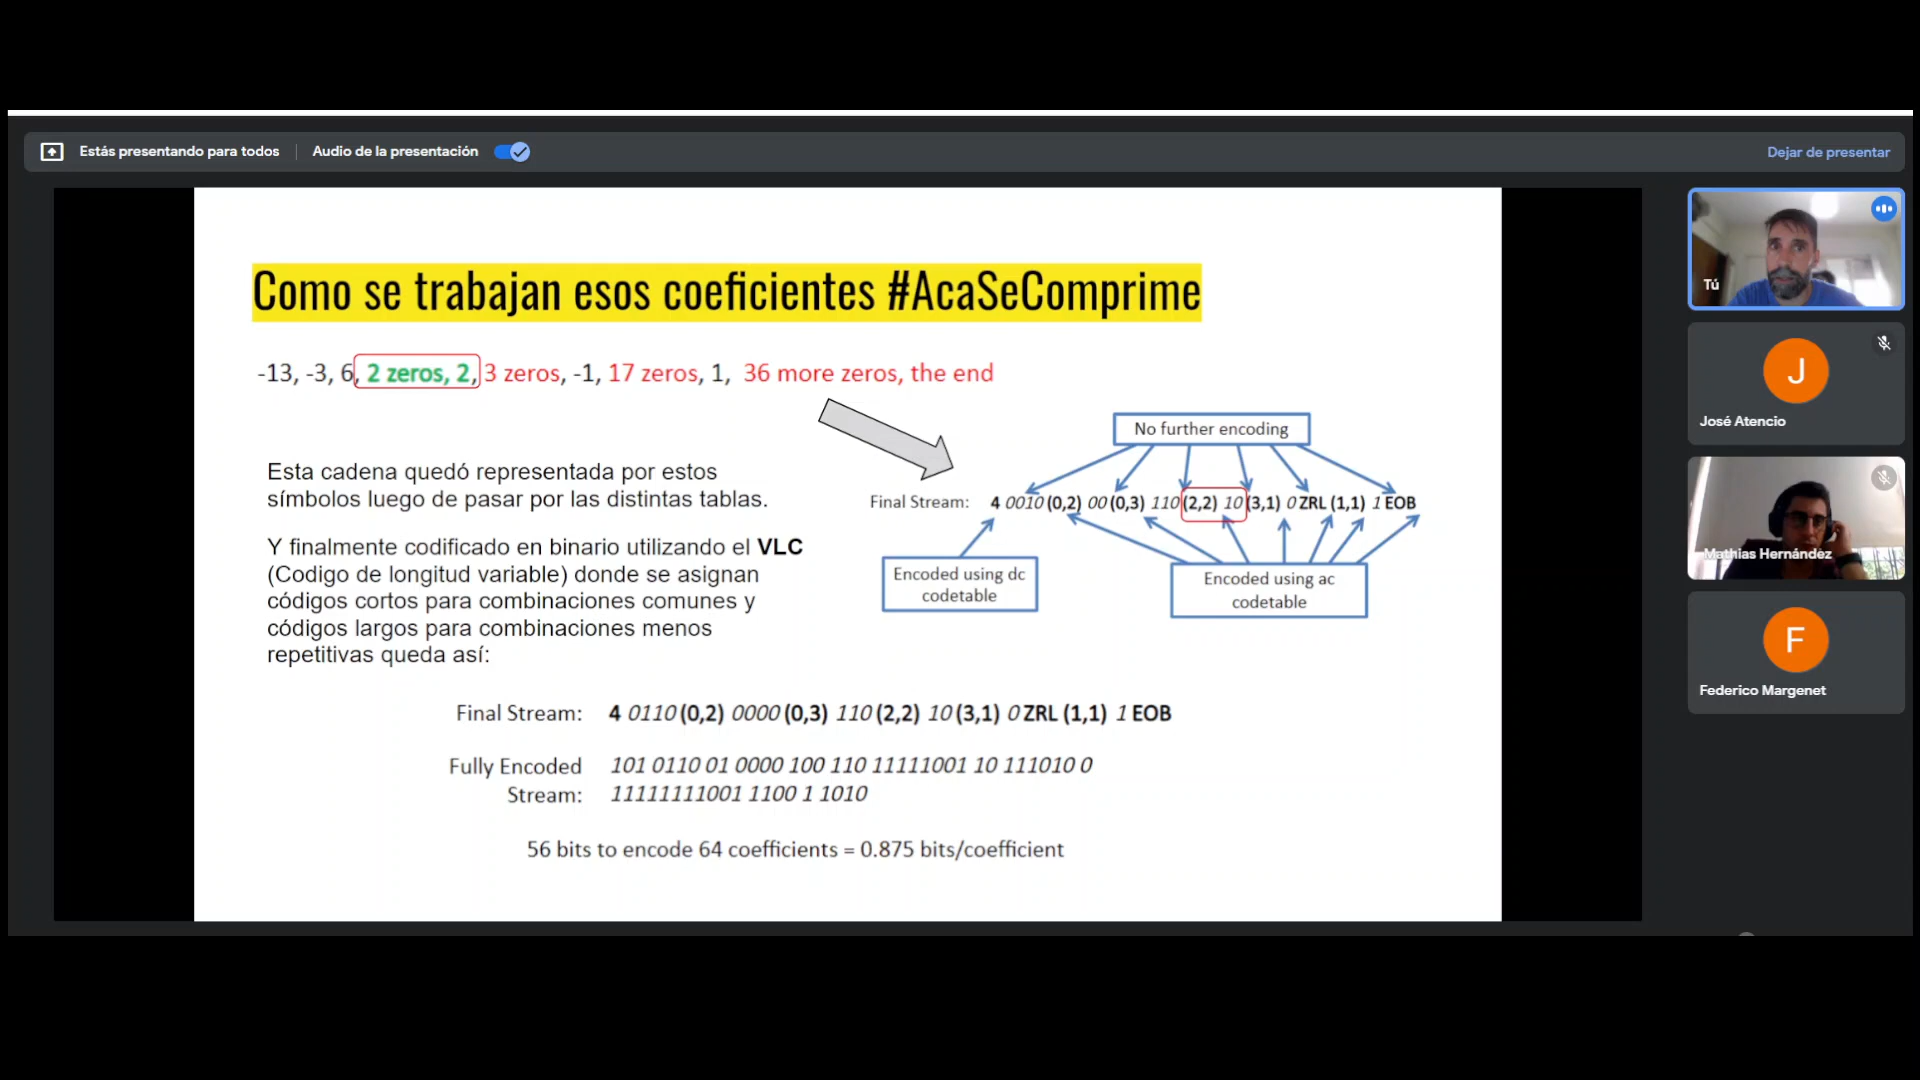 Estás presentando para todos
Audio de la presentación
Dejar de presentar
Como se trabajan esos coeficientes #AcaSeComprime
-13, -3, 6, 2 zeros, 2, 3 zeros, -1, 17 zeros, 1, 36 more zeros, the end
No further encoding
Esta cadena quedó representada por estos
símbolos luego de pasar por las distintas tablas.
Final Stream: 4 0010 (0,2) 00 (0,3) 110 (2,2) 10 (3,1) 0 ZRL (1,1) 1 EOB
Y finalmente codificado en binario utilizando el VLC
(Codigo de longitud variable) donde se asignan
códigos cortos para combinaciones comunes y
códigos largos para combinaciones menos
repetitivas queda así:
Encoded using dc
codetable
Encoded using ac
codetable
Final Stream: 4 0110 (0,2) 0000 (0,3) 110 (2,2) 10 (3,1) 0 ZRL (1,1) 1 EOB
Fully Encoded 101 0110 01 0000 100 110 11111001 10 111010 0
Stream: 11111111001 1100 1 1010
56 bits to encode 64 coefficients = 0.875 bits/coefficient
Tú
J
José Atencio
Mathias Hernández
F
Federico Margenet